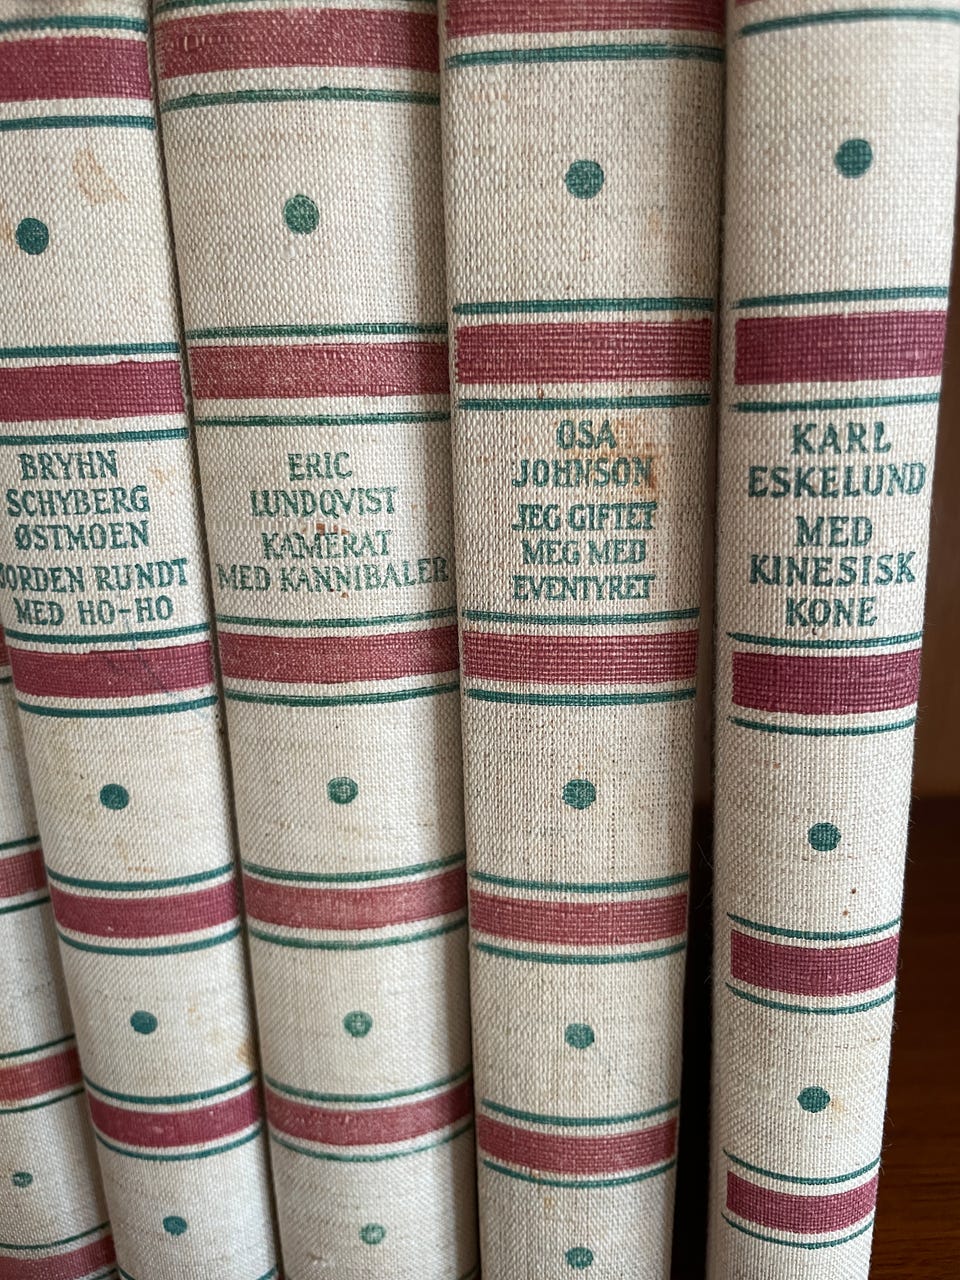 BRYHN
SCHYBERG
ØSTMOEN
JORDEN RUNDT
MED HO-HO
ERIC
LUNDQVIST
KAMERAT
MED KANNIBALER
OSA
JOHNSON
JEG GIFTET
MEG MED
EVENTYRET
KARL
ESKELUND
MED
KINESISK
KONE